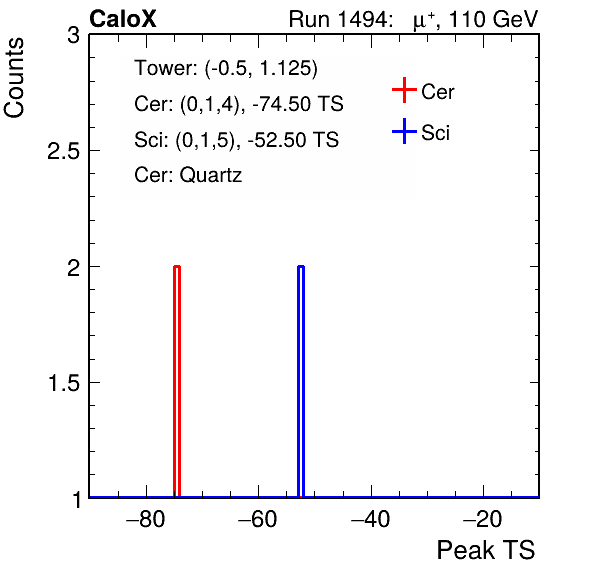 CaloX Run 1494: μ⁺, 110 GeV
Counts
3
2.5
2
1.5
1
Tower: (-0.5, 1.125)
Cer: (0,1,4), -74.50 TS
Sci: (0,1,5), -52.50 TS
Cer: Quartz
Cer
Sci
−80 −60 −40 −20
Peak TS